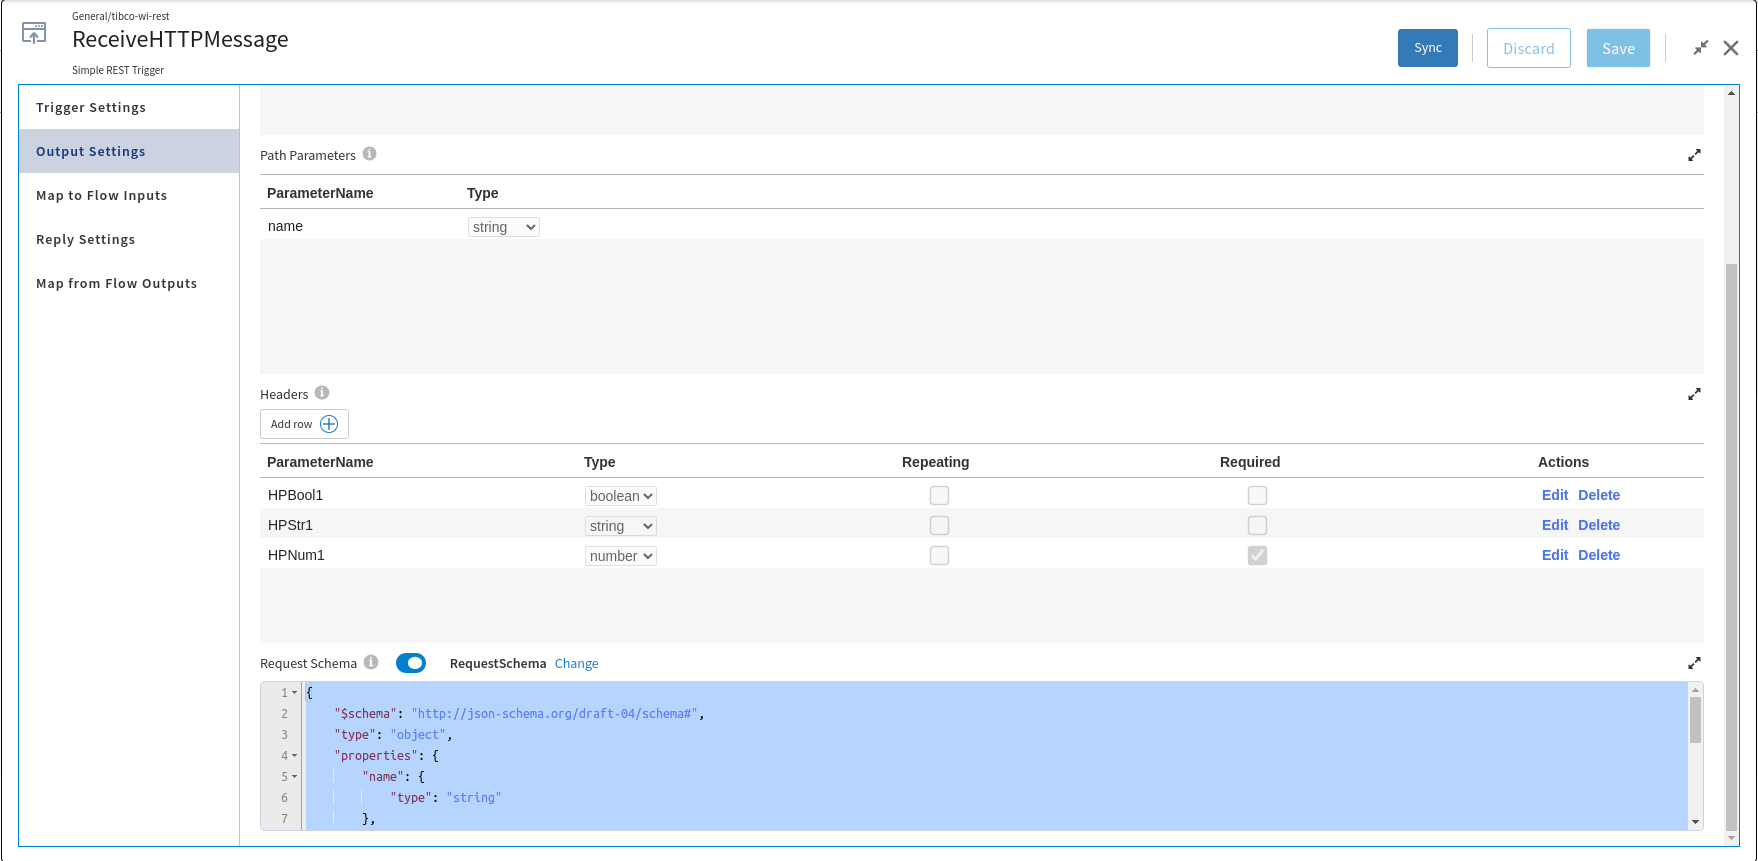 General/tibco-wi-rest
ReceiveHTTPMessage
Simple REST Trigger
Sync
Discard
Save
Trigger Settings
Output Settings
Map to Flow Inputs
Reply Settings
Map from Flow Outputs
Path Parameters
ParameterName Type
name string
Headers
Add row
ParameterName Type Repeating Required Actions
HPBool1 boolean Edit Delete
HPStr1 string Edit Delete
HPNum1 number Edit Delete
Request Schema RequestSchema Change
1 {
2 "$schema": "http://json-schema.org/draft-04/schema#",
3 "type": "object",
4 "properties": {
5 "name": {
6 "type": "string"
7 },